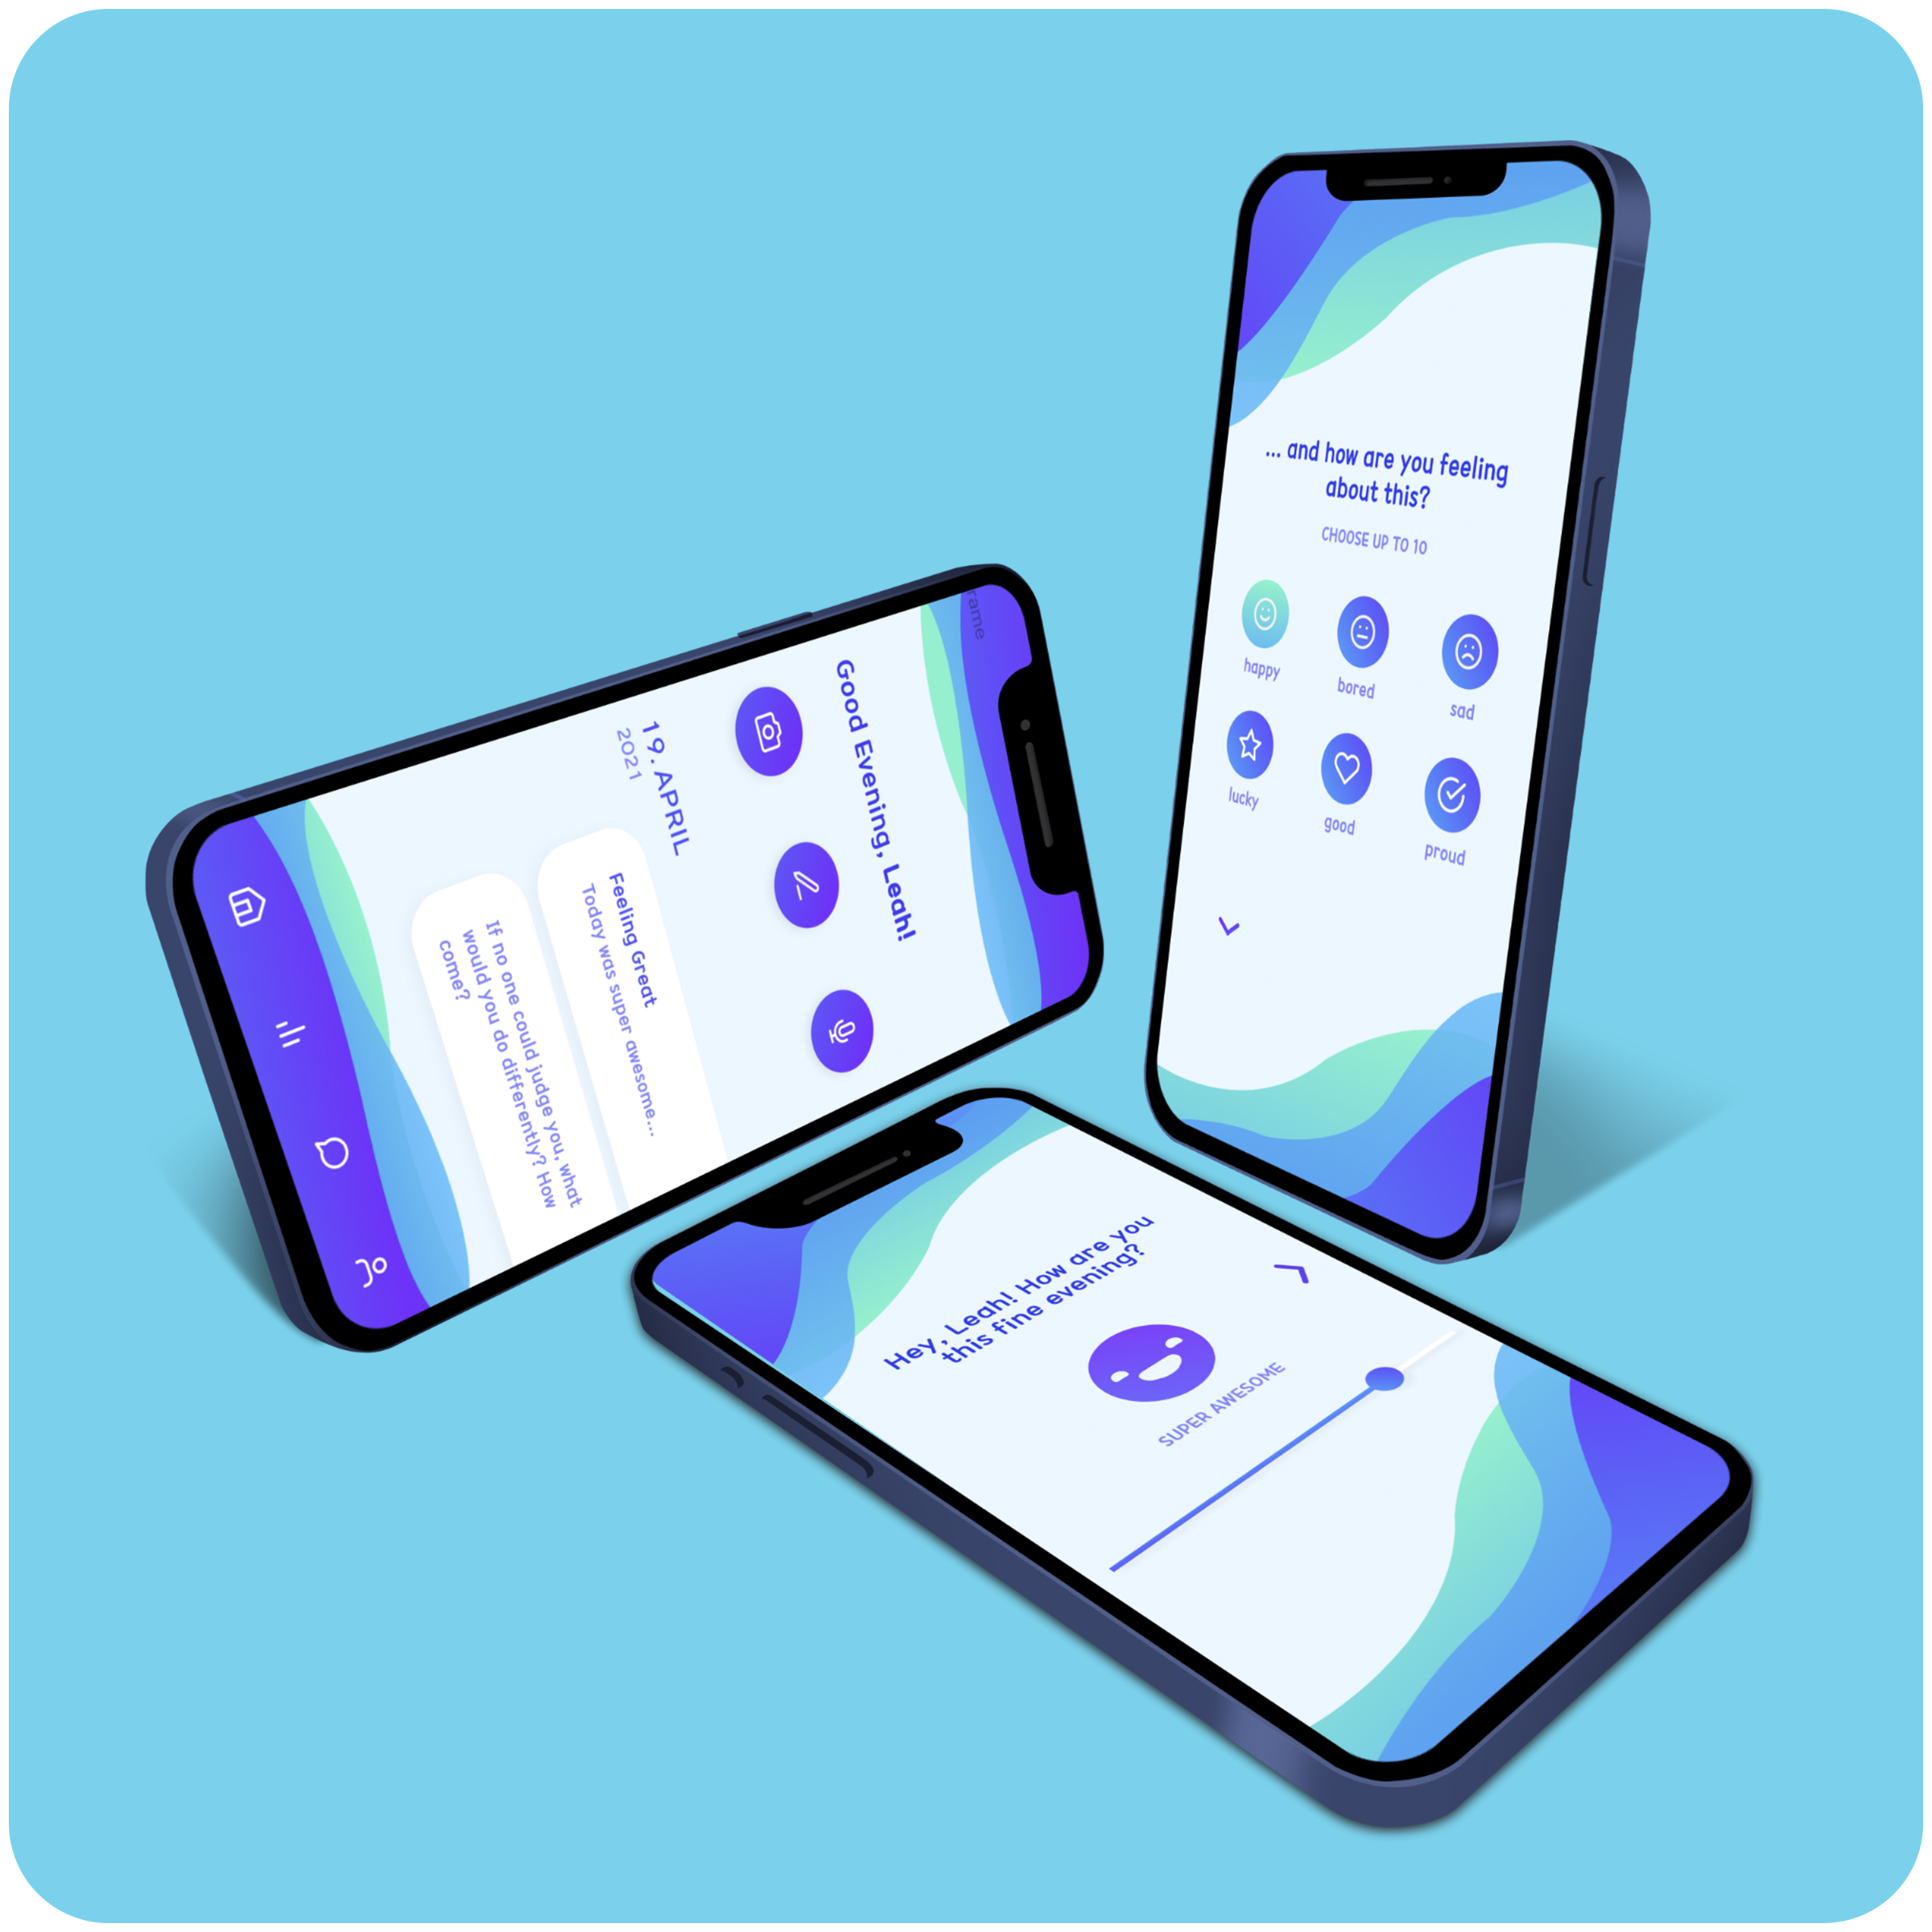 ... and how are you feeling
about this?
CHOOSE UP TO 10
happy
bored
sad
lucky
good
proud
rame
Good Evening, Leah!
19. APRIL
2021
Feeling Great
Today was super awesome...
If no one could judge you, what
would you do differently? How
come?
Hey, Leah! How are you
this fine evening?
SUPER AWESOME